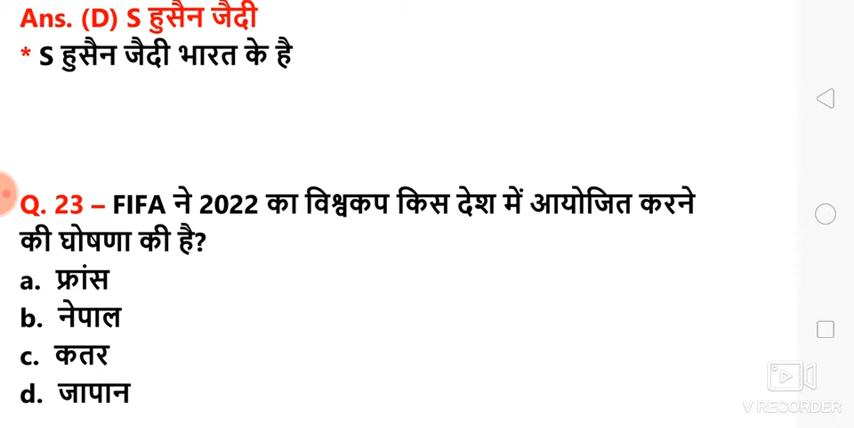 Ans. (D) S हुसैन जैदी
* S हुसैन जैदी भारत के है
Q. 23 – FIFA ने 2022 का विश्वकप किस देश में आयोजित करने
की घोषणा की है?
a. फ्रांस
b. नेपाल
c. कतर
d. जापान
V RECORDER